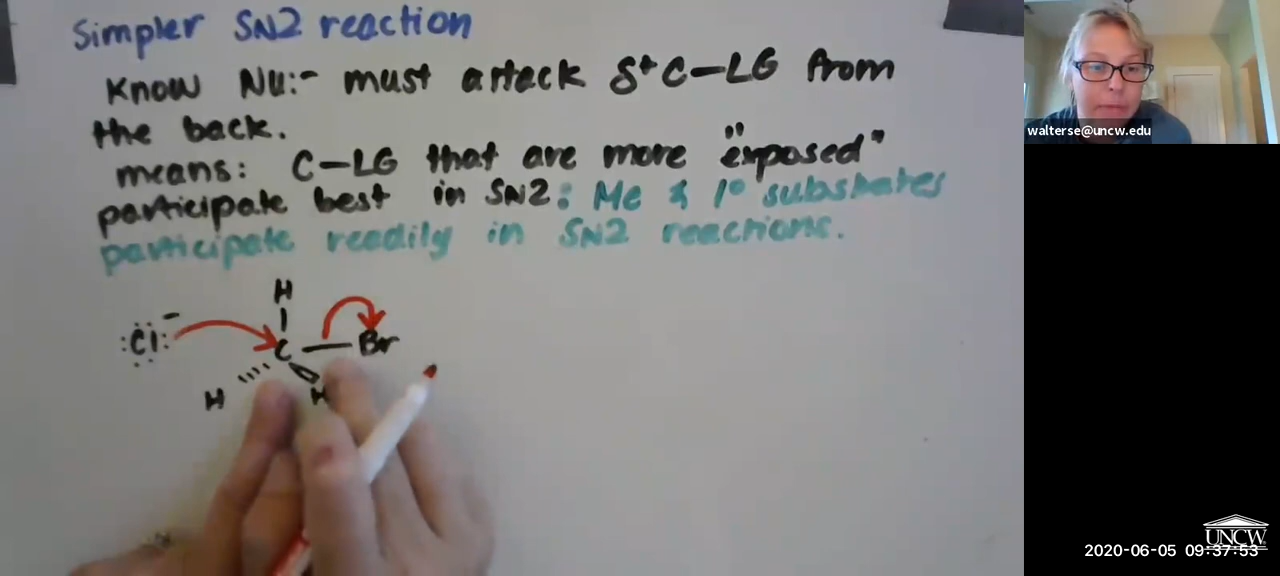 Simpler SN2 reaction
Know Nu:⁻ must attack δ⁺C–LG from
the back.
means: C–LG that are more "exposed"
participate best in SN2: Me & 1° substrates
participate readily in SN2 reactions.
H
:Cl:⁻ C–Br
H H
walterse@uncw.edu
UNCW
2020-06-05 09:37:53